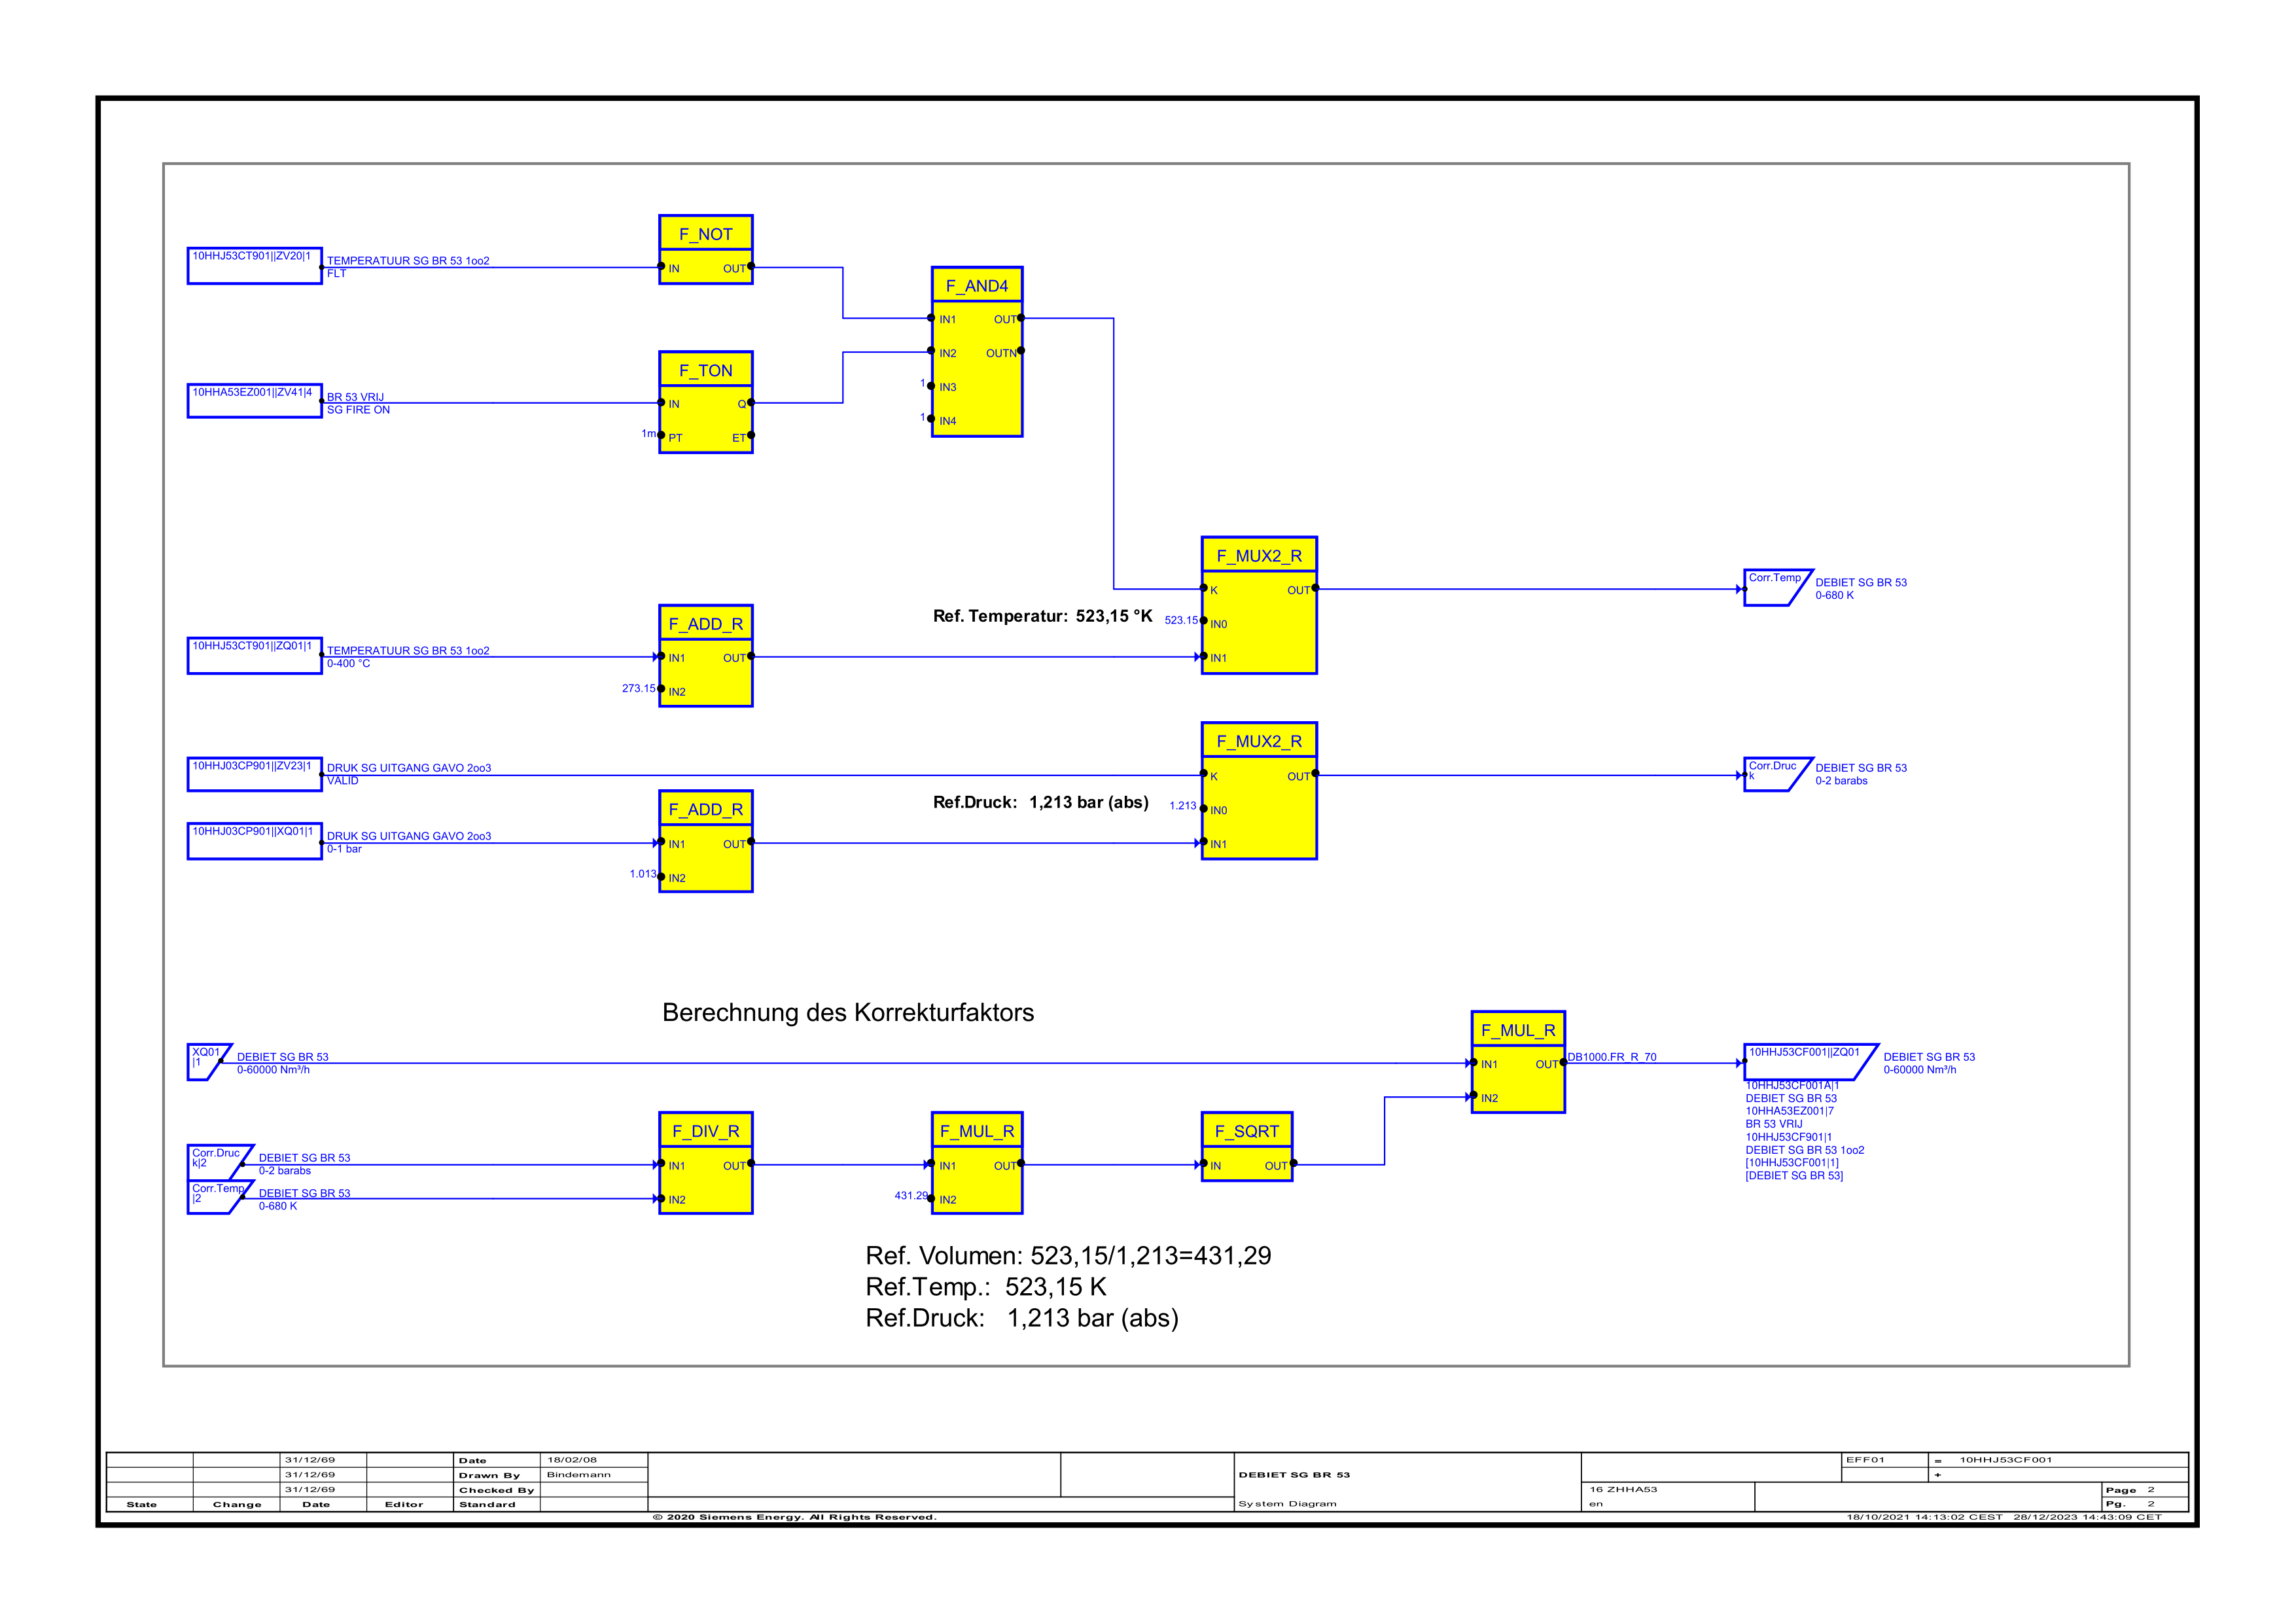 F_NOT
10HHJ53CT901||ZV20|1
TEMPERATUUR SG BR 53 1oo2
FLT
IN
OUT
F_AND4
IN1
OUT
IN2
OUTN
1
IN3
1
IN4
F_TON
10HHA53EZ001||ZV41|4
BR 53 VRIJ
SG FIRE ON
IN
Q
1m
PT
ET
F_MUX2_R
K
OUT
Ref. Temperatur: 523,15 °K
523.15
IN0
IN1
Corr.Temp
DEBIET SG BR 53
0-680 K
F_ADD_R
10HHJ53CT901||ZQ01|1
TEMPERATUUR SG BR 53 1oo2
0-400 °C
IN1
OUT
273.15
IN2
F_MUX2_R
10HHJ03CP901||ZV23|1
DRUK SG UITGANG GAVO 2oo3
VALID
K
OUT
Corr.Druc
k
DEBIET SG BR 53
0-2 barabs
Ref.Druck: 1,213 bar (abs)
1.213
IN0
IN1
F_ADD_R
10HHJ03CP901||XQ01|1
DRUK SG UITGANG GAVO 2oo3
0-1 bar
IN1
OUT
1.013
IN2
Berechnung des Korrekturfaktors
F_MUL_R
XQ01
|1
DEBIET SG BR 53
0-60000 Nm³/h
IN1
OUT
IN2
DB1000.FR_R_70
10HHJ53CF001||ZQ01
DEBIET SG BR 53
0-60000 Nm³/h
10HHJ53CF001A|1
DEBIET SG BR 53
10HHA53EZ001|7
BR 53 VRIJ
10HHJ53CF901|1
DEBIET SG BR 53 1oo2
[10HHJ53CF001|1]
[DEBIET SG BR 53]
F_DIV_R
F_MUL_R
F_SQRT
Corr.Druc
k|2
DEBIET SG BR 53
0-2 barabs
IN1
OUT
IN1
OUT
IN
OUT
Corr.Temp
|2
DEBIET SG BR 53
0-680 K
IN2
431.29
IN2
Ref. Volumen: 523,15/1,213=431,29
Ref.Temp.: 523,15 K
Ref.Druck: 1,213 bar (abs)
31/12/69
Date
18/02/08
EFF01
=
10HHJ53CF001
31/12/69
Drawn By
Bindemann
DEBIET SG BR 53
+
31/12/69
Checked By
16 ZHHA53
Page 2
State
Change
Date
Editor
Standard
System Diagram
en
Pg. 2
© 2020 Siemens Energy. All Rights Reserved.
18/10/2021 14:13:02 CEST 28/12/2023 14:43:09 CET